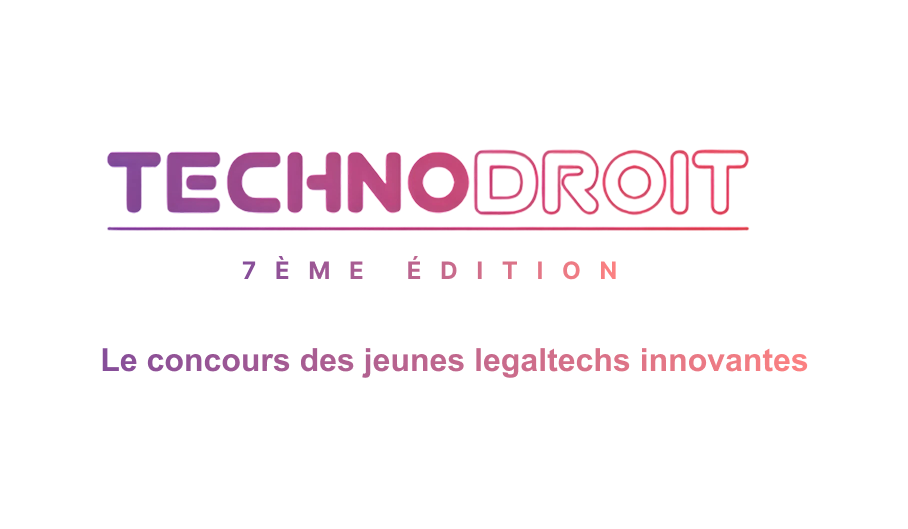 TECHNODROIT
7ÈME ÉDITION
Le concours des jeunes legaltechs innovantes